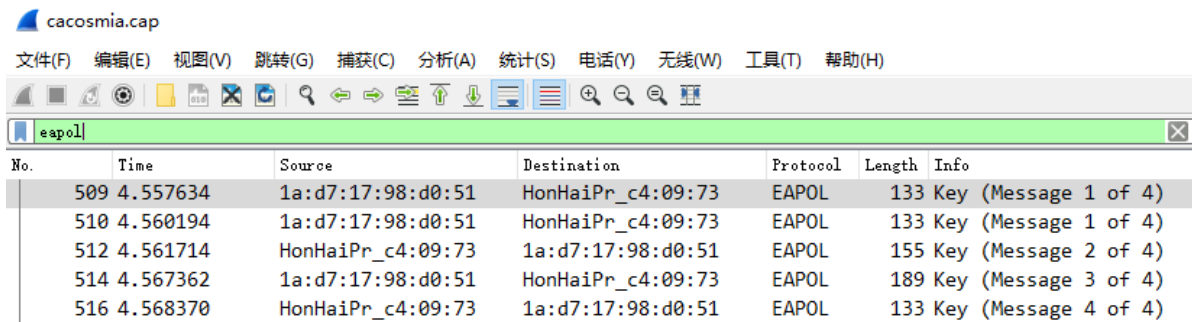 cacosmia.cap
文件(F) 编辑(E) 视图(V) 跳转(G) 捕获(C) 分析(A) 统计(S) 电话(Y) 无线(W) 工具(T) 帮助(H)
eapol
No. Time Source Destination Protocol Length Info
509 4.557634 1a:d7:17:98:d0:51 HonHaiPr_c4:09:73 EAPOL 133 Key (Message 1 of 4)
510 4.560194 1a:d7:17:98:d0:51 HonHaiPr_c4:09:73 EAPOL 133 Key (Message 1 of 4)
512 4.561714 HonHaiPr_c4:09:73 1a:d7:17:98:d0:51 EAPOL 155 Key (Message 2 of 4)
514 4.567362 1a:d7:17:98:d0:51 HonHaiPr_c4:09:73 EAPOL 189 Key (Message 3 of 4)
516 4.568370 HonHaiPr_c4:09:73 1a:d7:17:98:d0:51 EAPOL 133 Key (Message 4 of 4)